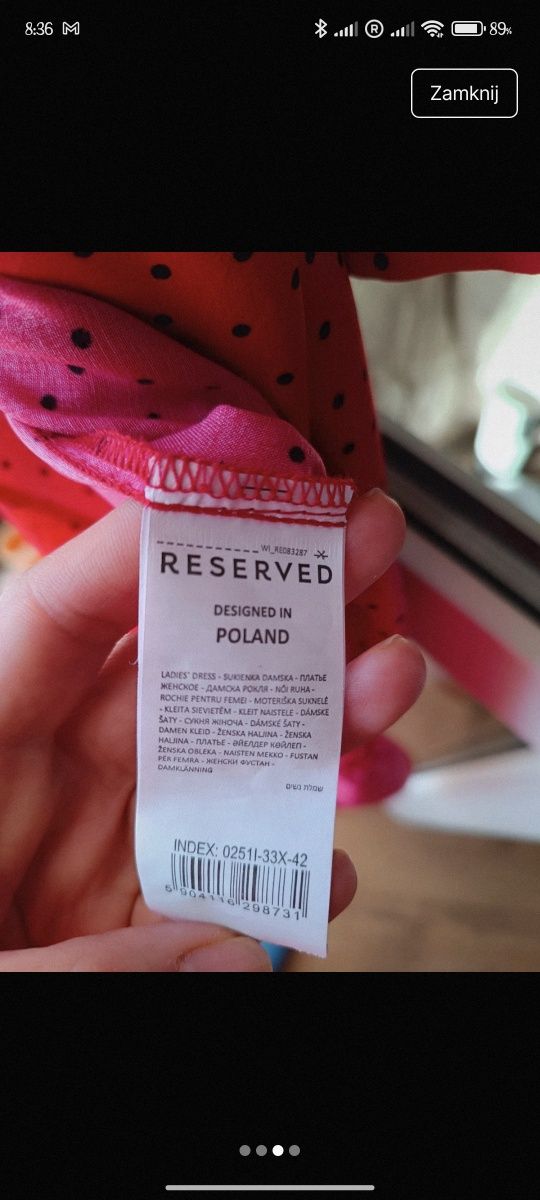 8:36
89%
Zamknij
WI_RE083287
RESERVED
DESIGNED IN
POLAND
LADIES' DRESS - SUKIENKA DAMSKA - ПЛАТЬЕ
ЖЕНСКОЕ - ДАМСКА РОКЛЯ - NŐI RUHA -
ROCHIE PENTRU FEMEI - MOTERIŠKA SUKNELĖ
- KLEITA SIEVIETĒM - KLEIT NAISTELE - DÁMSKE
ŠATY - СУКНЯ ЖІНОЧА - DÁMSKÉ ŠATY -
DAMEN KLEID - ŽENSKA HALJINA - ŽENSKA
HALJINA - ПЛАТЬЕ - ӘЙЕЛДЕР КӨЙЛЕГІ -
ŽENSKA OBLEKA - NAISTEN MEKKO - FUSTAN
PËR FEMRA - ЖЕНСКИ ФУСТАН -
DAMKLÄNNING
שמלת נשים
INDEX: 0251I-33X-42
5 904116 298731